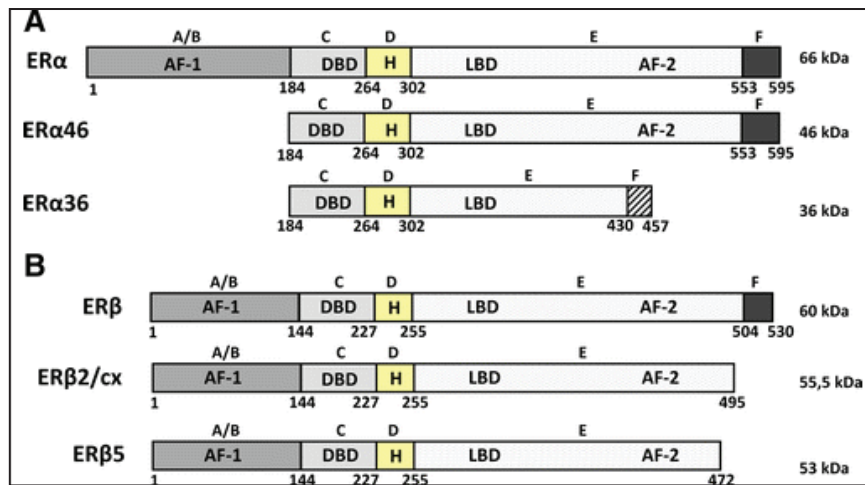 A
A/B C D E F
ERα AF-1 DBD H LBD AF-2 66 kDa
1 184 264 302 553 595
C D E F
ERα46 DBD H LBD AF-2 46 kDa
184 264 302 553 595
C D E F
ERα36 DBD H LBD 36 kDa
184 264 302 430 457
B
A/B C D E F
ERβ AF-1 DBD H LBD AF-2 60 kDa
1 144 227 255 504 530
A/B C D E
ERβ2/cx AF-1 DBD H LBD AF-2 55,5 kDa
1 144 227 255 495
A/B C D E
ERβ5 AF-1 DBD H LBD AF-2 53 kDa
1 144 227 255 472